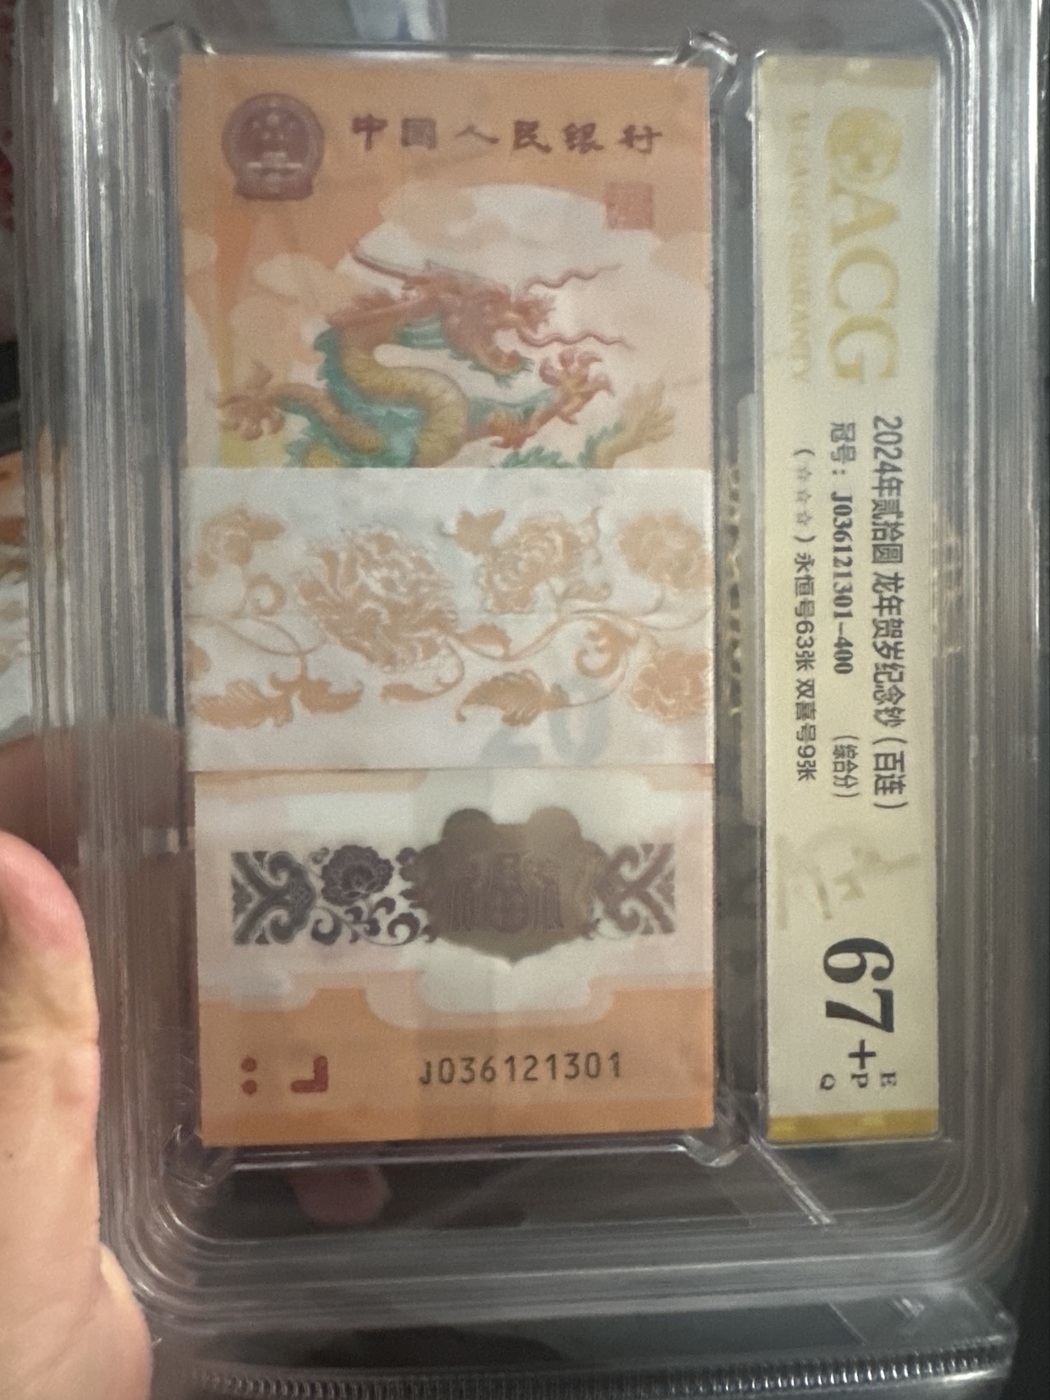 中国人民银行
20
J036121301
ACG
2024年贰拾圆 龙年贺岁纪念钞（百连）
冠号：J036121301--400 （综合分）
（☆☆☆）永恒号63张 双喜号9张
67+
E
P
Q